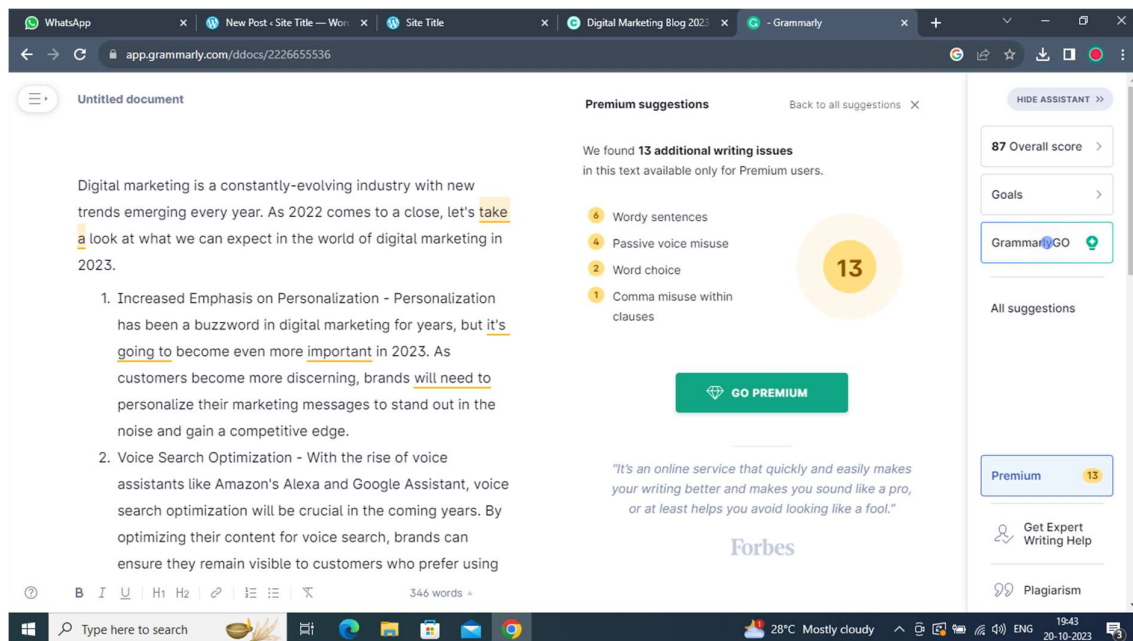 WhatsApp
New Post ‹ Site Title — Wor
Site Title
Digital Marketing Blog 2023
- Grammarly
app.grammarly.com/ddocs/2226655536
Untitled document
Digital marketing is a constantly-evolving industry with new
trends emerging every year. As 2022 comes to a close, let's take
a look at what we can expect in the world of digital marketing in
2023.
1. Increased Emphasis on Personalization - Personalization
has been a buzzword in digital marketing for years, but it's
going to become even more important in 2023. As
customers become more discerning, brands will need to
personalize their marketing messages to stand out in the
noise and gain a competitive edge.
2. Voice Search Optimization - With the rise of voice
assistants like Amazon's Alexa and Google Assistant, voice
search optimization will be crucial in the coming years. By
optimizing their content for voice search, brands can
ensure they remain visible to customers who prefer using
B I U H1 H2
346 words
Premium suggestions
Back to all suggestions
We found 13 additional writing issues
in this text available only for Premium users.
6 Wordy sentences
4 Passive voice misuse
2 Word choice
1 Comma misuse within
clauses
13
GO PREMIUM
"It's an online service that quickly and easily makes
your writing better and makes you sound like a pro,
or at least helps you avoid looking like a fool."
Forbes
HIDE ASSISTANT
87 Overall score
Goals
GrammarlyGO
All suggestions
Premium 13
Get Expert
Writing Help
Plagiarism
Type here to search
28°C Mostly cloudy
ENG
19:43
20-10-2023
3